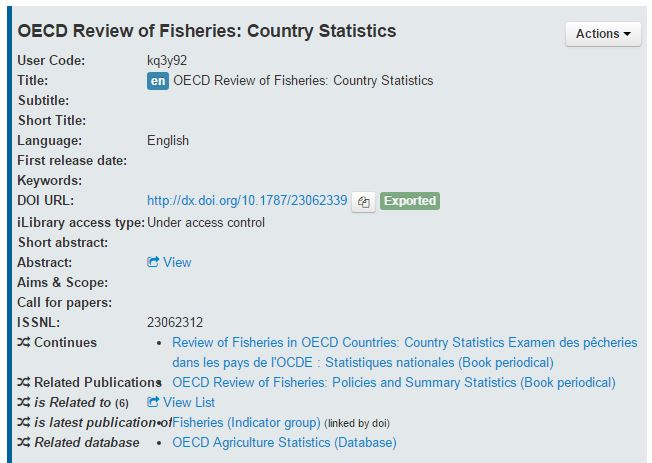 OECD Review of Fisheries: Country Statistics
Actions
User Code: kq3y92
Title: en OECD Review of Fisheries: Country Statistics
Subtitle:
Short Title:
Language: English
First release date:
Keywords:
DOI URL: http://dx.doi.org/10.1787/23062339 Exported
iLibrary access type: Under access control
Short abstract:
Abstract: View
Aims & Scope:
Call for papers:
ISSNL: 23062312
Continues • Review of Fisheries in OECD Countries: Country Statistics Examen des pêcheries
dans les pays de l'OCDE : Statistiques nationales (Book periodical)
Related Publications • OECD Review of Fisheries: Policies and Summary Statistics (Book periodical)
is Related to (6) View List
is latest publication of • Fisheries (Indicator group) (linked by doi)
Related database • OECD Agriculture Statistics (Database)